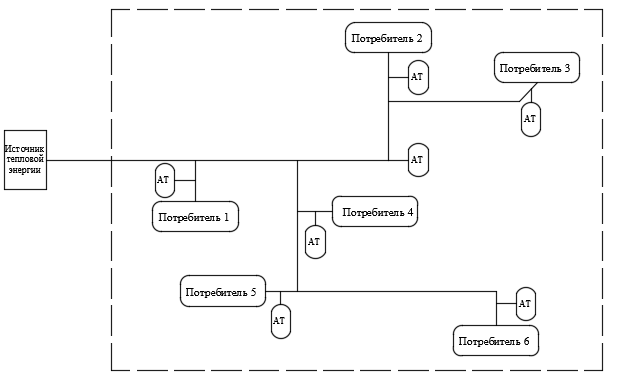 Потребитель 2
Потребитель 3
АТ
АТ
Источник
тепловой
энергии
АТ
АТ
Потребитель 1
Потребитель 4
АТ
Потребитель 5
АТ
АТ
Потребитель 6